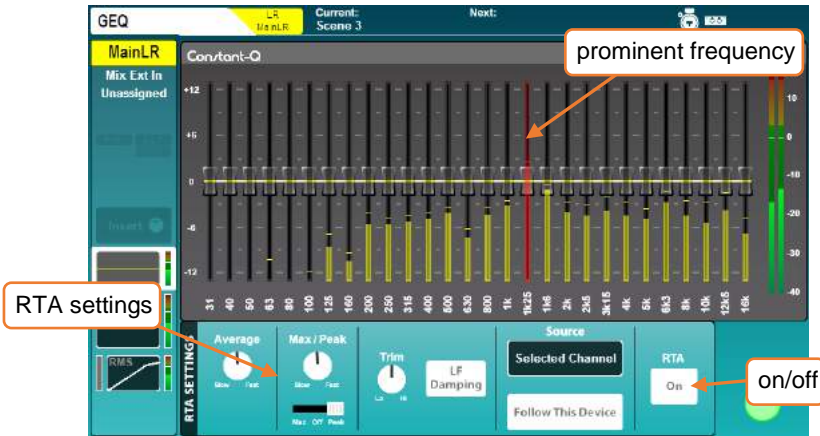 GEQ
LR
MainLR
Current:
Scene 3
Next:
MainLR
Mix Ext In
Unassigned
Constant-Q
prominent frequency
+12
+6
0
-6
-12
10
0
-10
-20
-30
-40
31 40 50 63 80 100 125 160 200 250 315 400 500 630 800 1k 1k25 1k6 2k 2k5 3k15 4k 5k 6k3 8k 10k 12k5 16k
Insert
RTA settings
RMS
RTA SETTINGS
Average
Slow Fast
Max/Peak
Slow Fast
Max Off Peak
Trim
Lo Hi
LF
Damping
Source
Selected Channel
Follow This Device
RTA
On
on/off